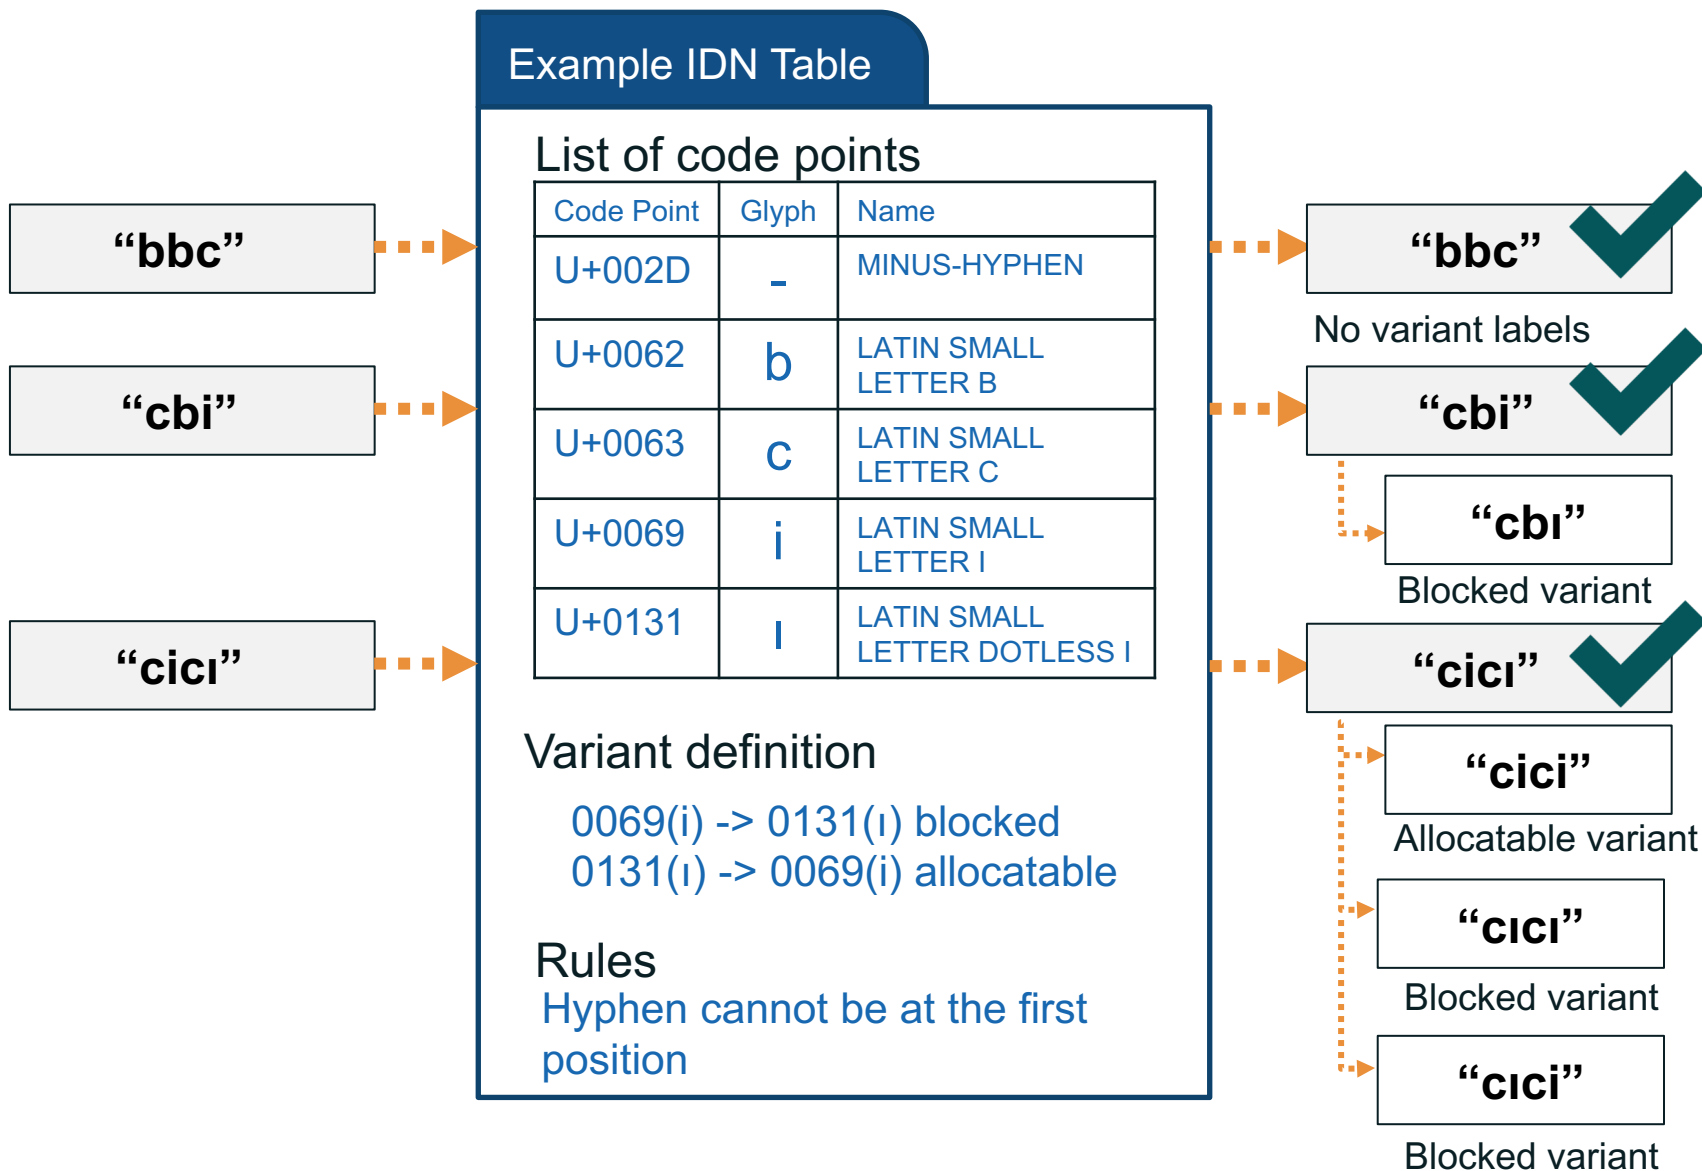 Example IDN Table
List of code points
Code Point Glyph Name
U+002D - MINUS-HYPHEN
U+0062 b LATIN SMALL
LETTER B
U+0063 c LATIN SMALL
LETTER C
U+0069 i LATIN SMALL
LETTER I
U+0131 ı LATIN SMALL
LETTER DOTLESS I
Variant definition
0069(i) -> 0131(ı) blocked
0131(ı) -> 0069(i) allocatable
Rules
Hyphen cannot be at the first
position
“bbc”
“cbi”
“cicı”
“bbc”
No variant labels
“cbi”
“cbı”
Blocked variant
“cicı”
“cici”
Allocatable variant
“cıcı”
Blocked variant
“cıci”
Blocked variant